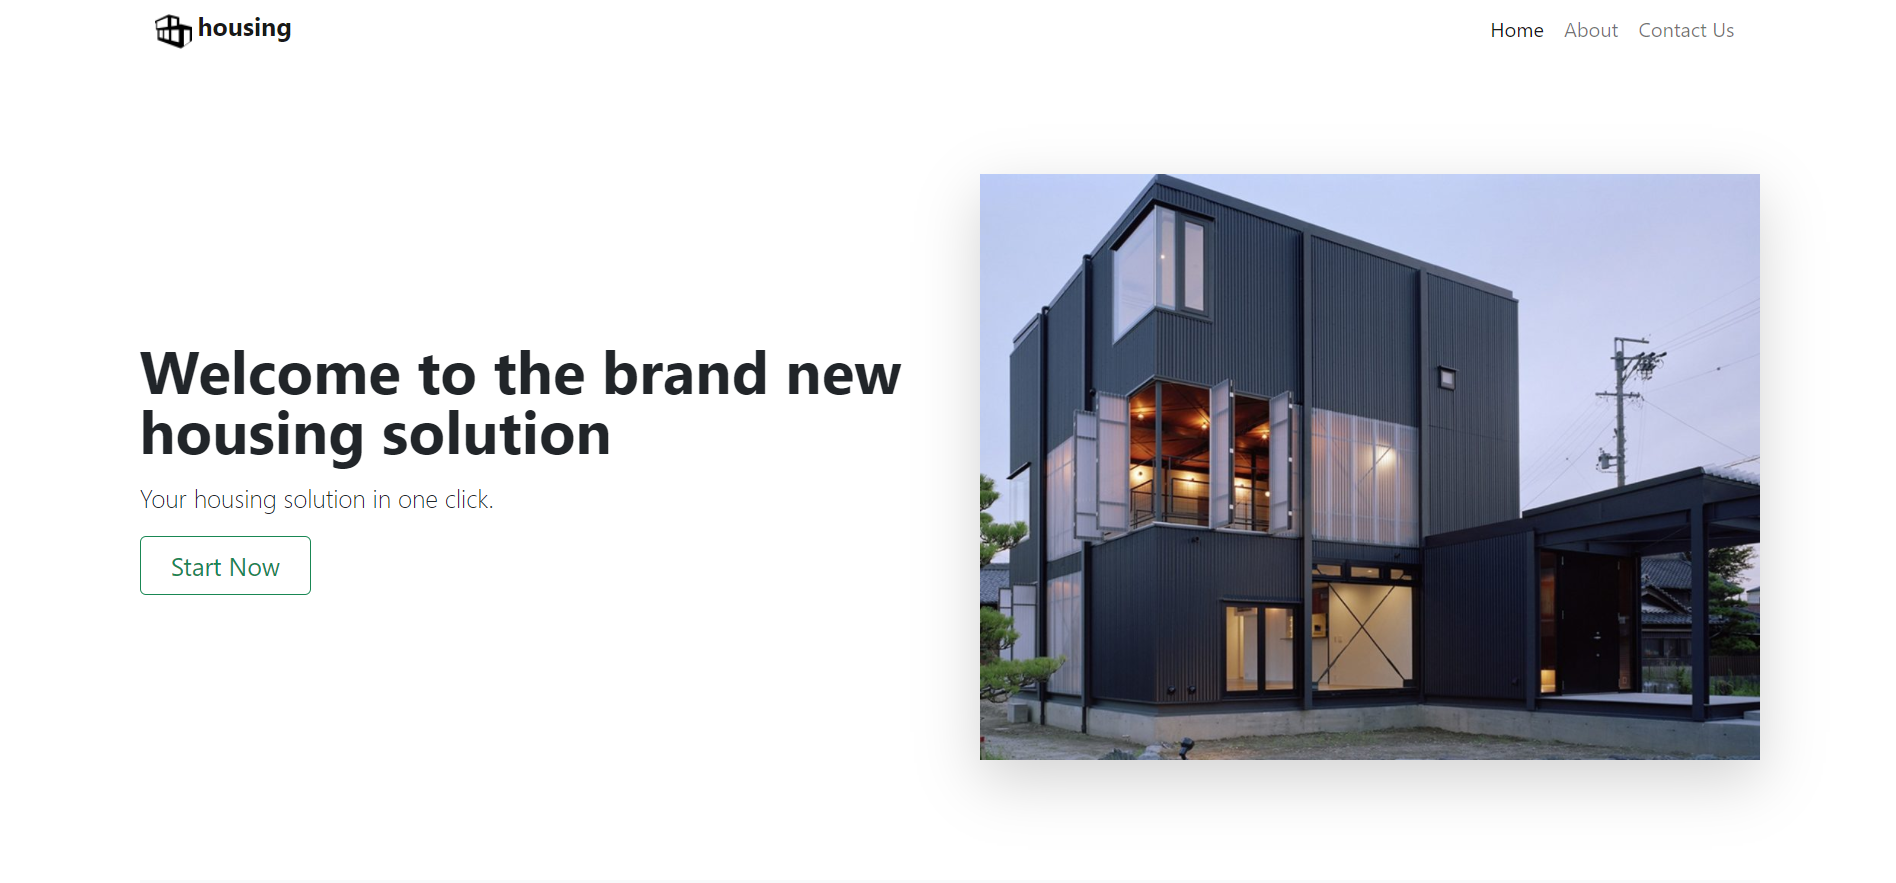 housing
Home About Contact Us
Welcome to the brand new
housing solution
Your housing solution in one click.
Start Now